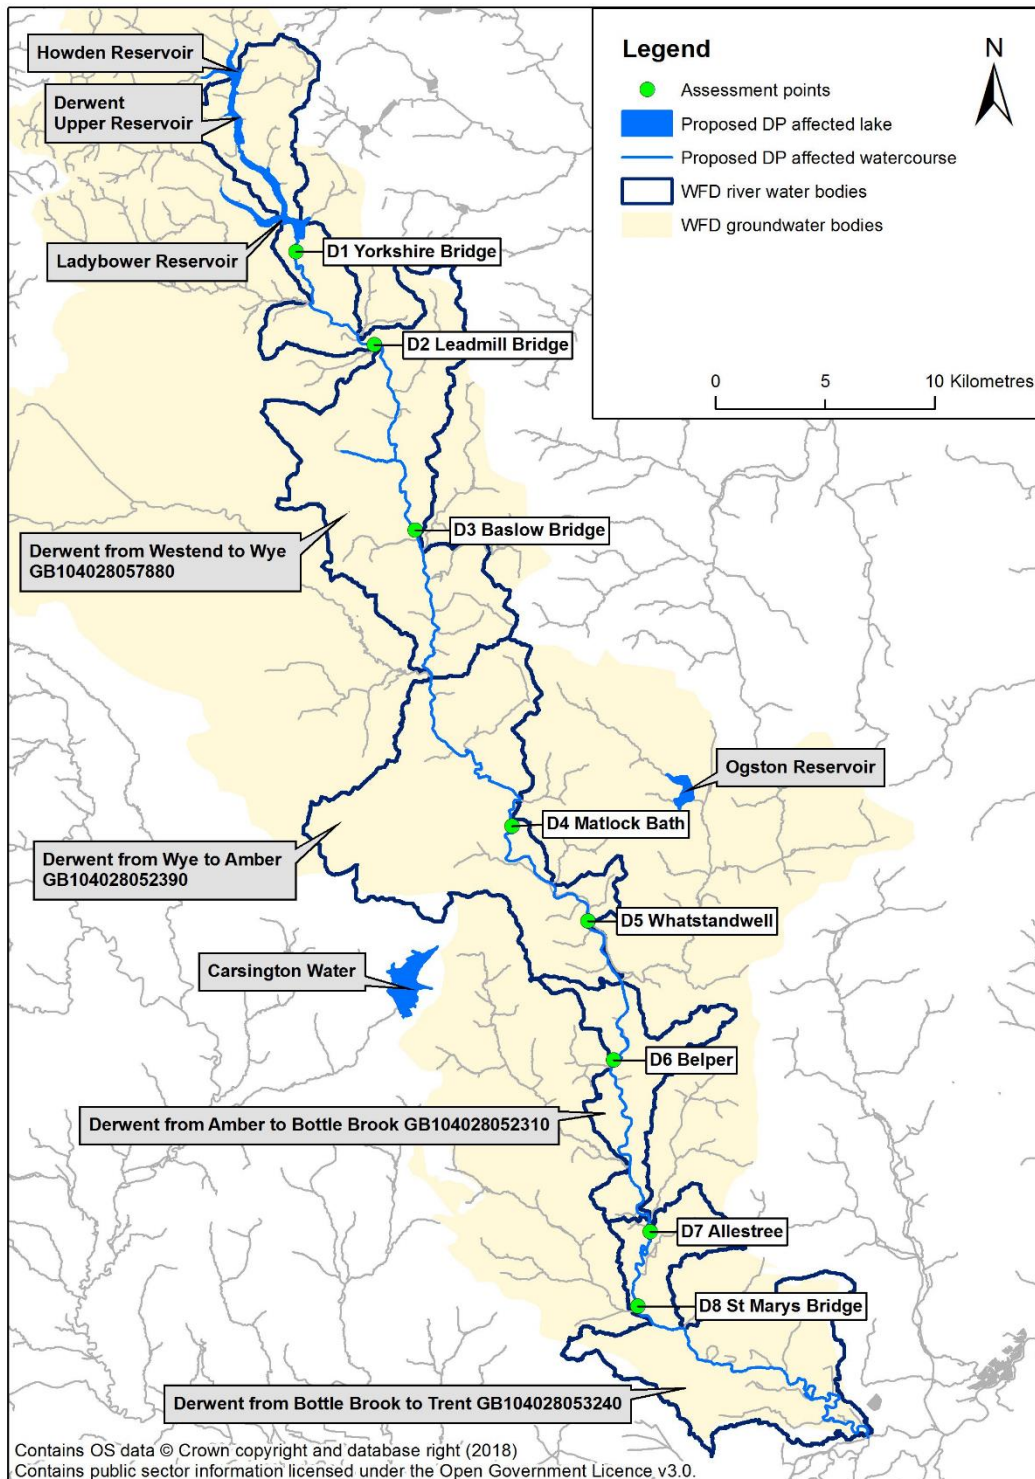 Howden Reservoir
Derwent
Upper Reservoir
Ladybower Reservoir
Legend
N
Assessment points
Proposed DP affected lake
Proposed DP affected watercourse
WFD river water bodies
WFD groundwater bodies
0 5 10 Kilometres
D1 Yorkshire Bridge
D2 Leadmill Bridge
D3 Baslow Bridge
Derwent from Westend to Wye
GB104028057880
Ogston Reservoir
D4 Matlock Bath
Derwent from Wye to Amber
GB104028052390
D5 Whatstandwell
Carsington Water
D6 Belper
Derwent from Amber to Bottle Brook GB104028052310
D7 Allestree
D8 St Marys Bridge
Derwent from Bottle Brook to Trent GB104028053240
Contains OS data © Crown copyright and database right (2018)
Contains public sector information licensed under the Open Government Licence v3.0.